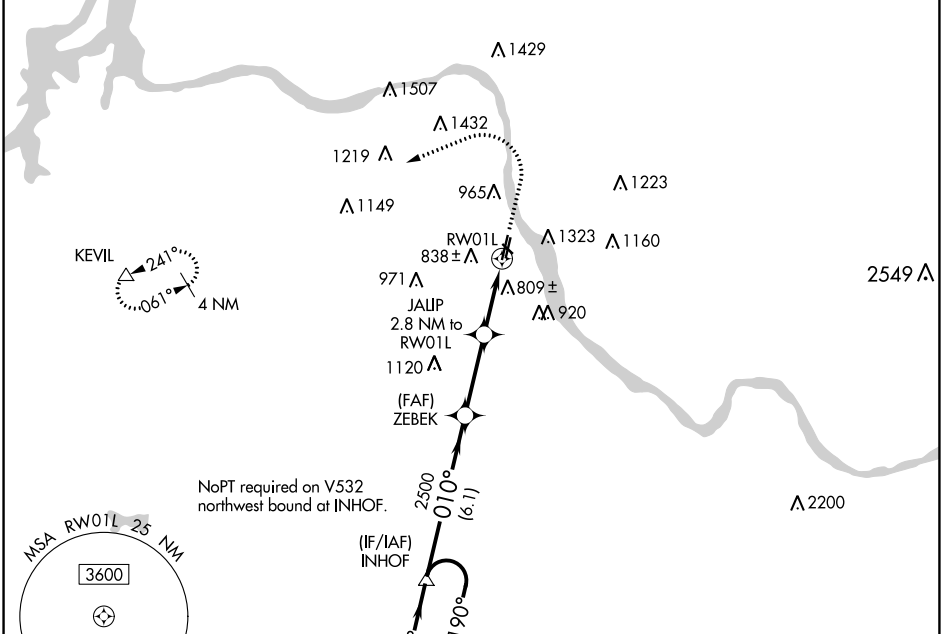 1429
1507
1432
1219
1223
965
1149
RW01L
1323
1160
KEVIL
241°
838±
2549
971
061°
4 NM
809±
JALIP
2.8 NM to
RW01L
920
1120
(FAF)
ZEBEK
2500
010°
(6.1)
NoPT required on V532
northwest bound at INHOF.
2200
MSA RW01L 25 NM
(IF/IAF)
INHOF
3600
190°